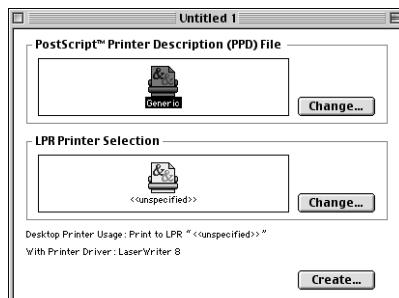 Untitled 1
PostScript™ Printer Description (PPD) File
Generic
Change...
LPR Printer Selection
<<unspecified>>
Change...
Desktop Printer Usage: Print to LPR “<<unspecified>>”
With Printer Driver: LaserWriter 8
Create...